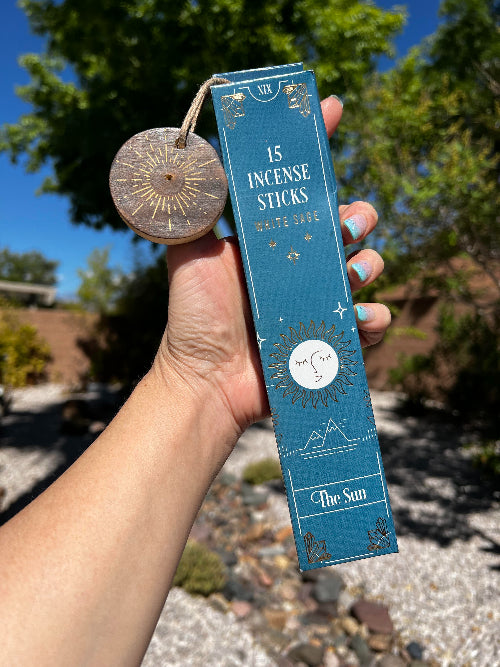 XIX
15
INCENSE
STICKS
WHITE SAGE
The Sun